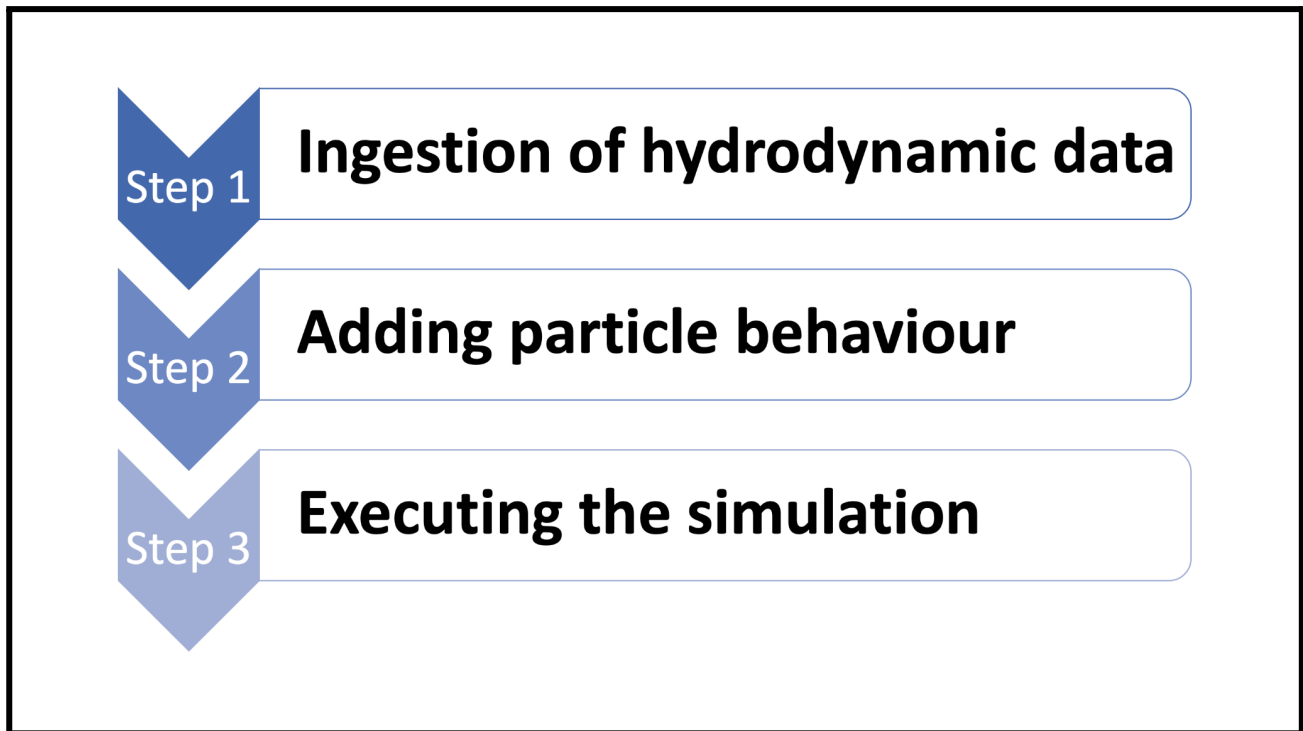 Step 1
Ingestion of hydrodynamic data
Step 2
Adding particle behaviour
Step 3
Executing the simulation